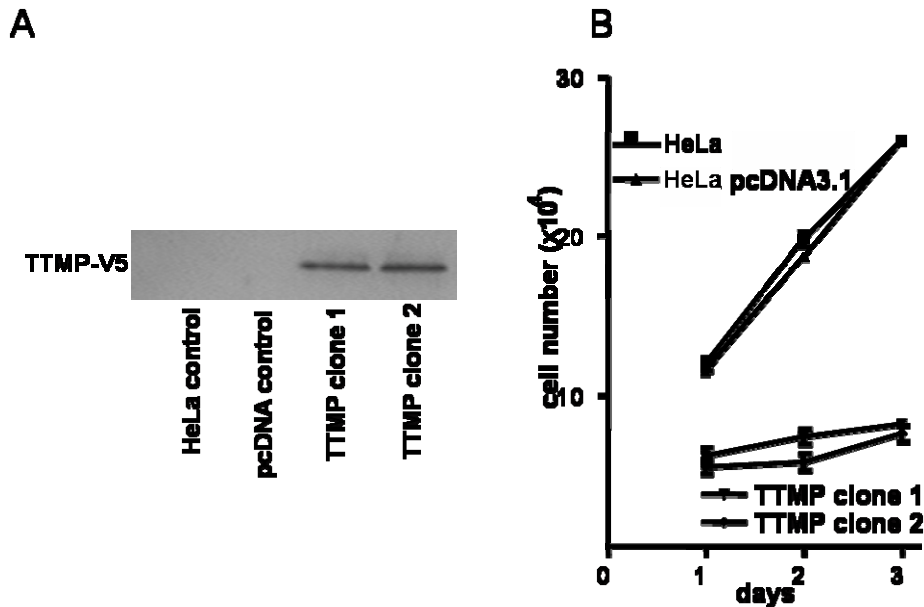 A
TTMP-V5
HeLa control
pcDNA control
TTMP clone 1
TTMP clone 2
B
30
20
10
cell number (x10⁴)
HeLa
HeLa pcDNA3.1
TTMP clone 1
TTMP clone 2
0 1 2 3
days